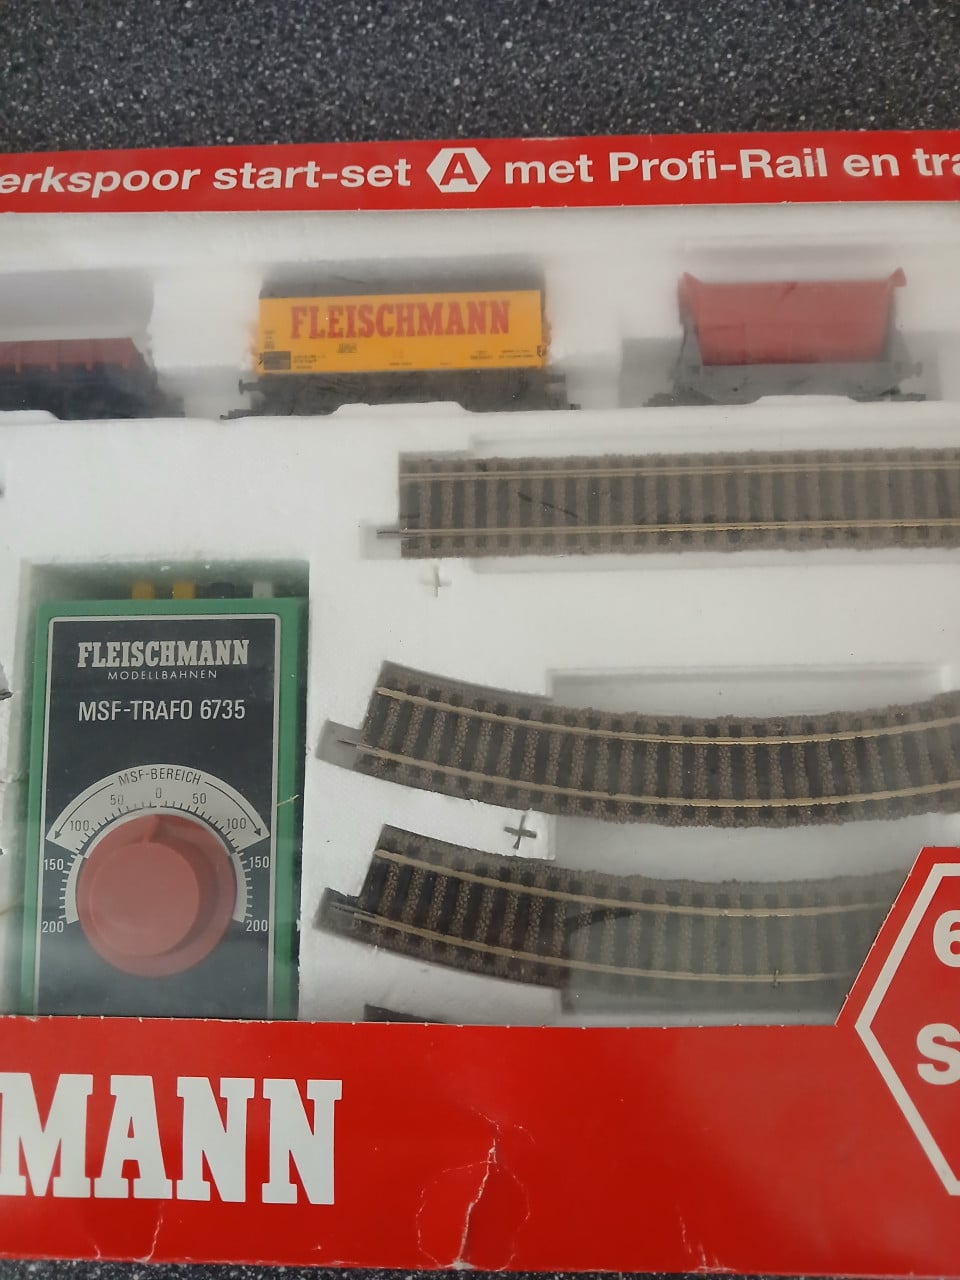 erkspoor start-set A met Profi-Rail en tra
FLEISCHMANN
FLEISCHMANN
MODELLBAHNEN
MSF-TRAFO 6735
MSF-BEREICH
50 0 50
100 100
150 150
200 200
6
S
MANN